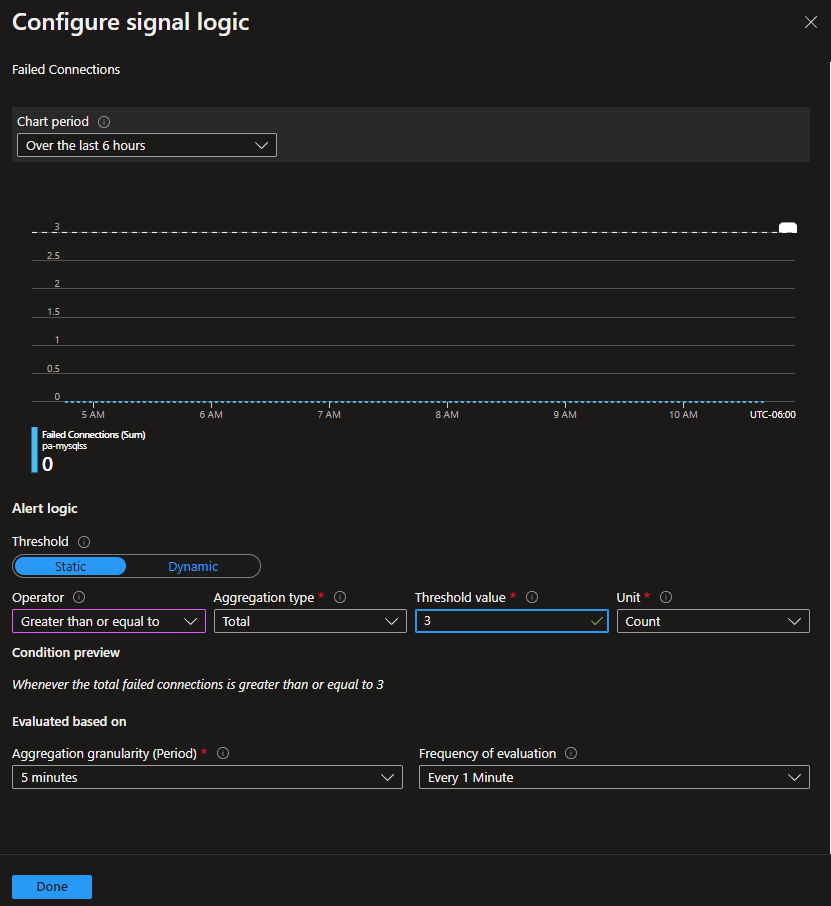 Configure signal logic
Failed Connections
Chart period
Over the last 6 hours
3
2.5
2
1.5
1
0.5
0
5 AM 6 AM 7 AM 8 AM 9 AM 10 AM UTC-06:00
Failed Connections (Sum)
pa-mysqlss
0
Alert logic
Threshold
Static Dynamic
Operator Aggregation type * Threshold value * Unit *
Greater than or equal to Total 3 Count
Condition preview
Whenever the total failed connections is greater than or equal to 3
Evaluated based on
Aggregation granularity (Period) * Frequency of evaluation
5 minutes Every 1 Minute
Done